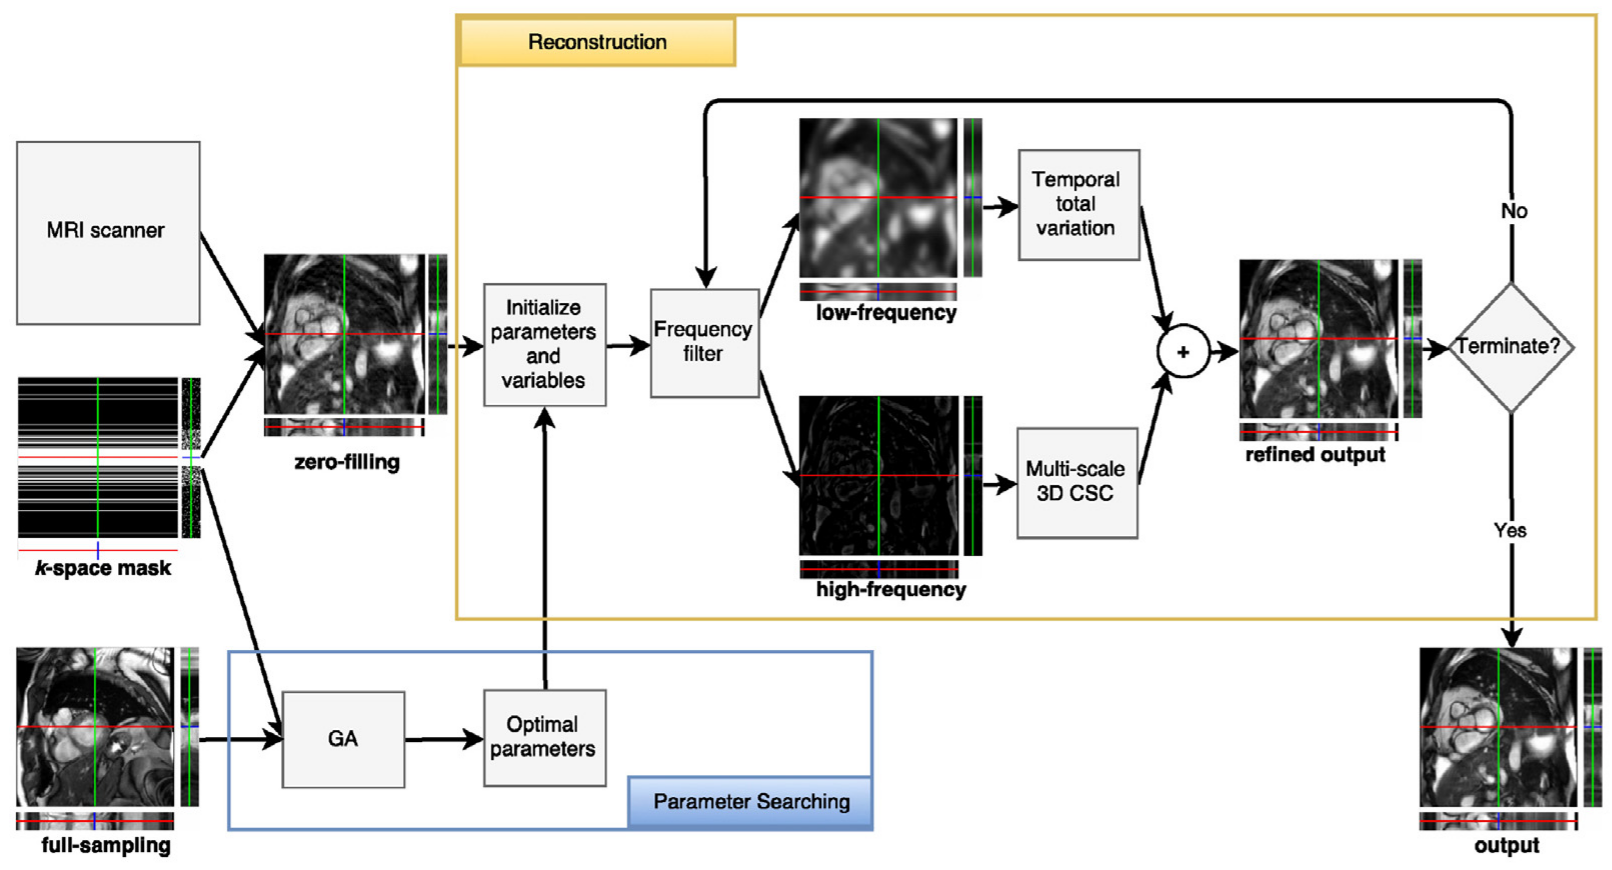 Reconstruction
MRI scanner
k-space mask
full-sampling
zero-filling
Initialize
parameters
and
variables
Frequency
filter
low-frequency
high-frequency
Temporal
total
variation
Multi-scale
3D CSC
+
refined output
Terminate?
No
Yes
output
GA
Optimal
parameters
Parameter Searching